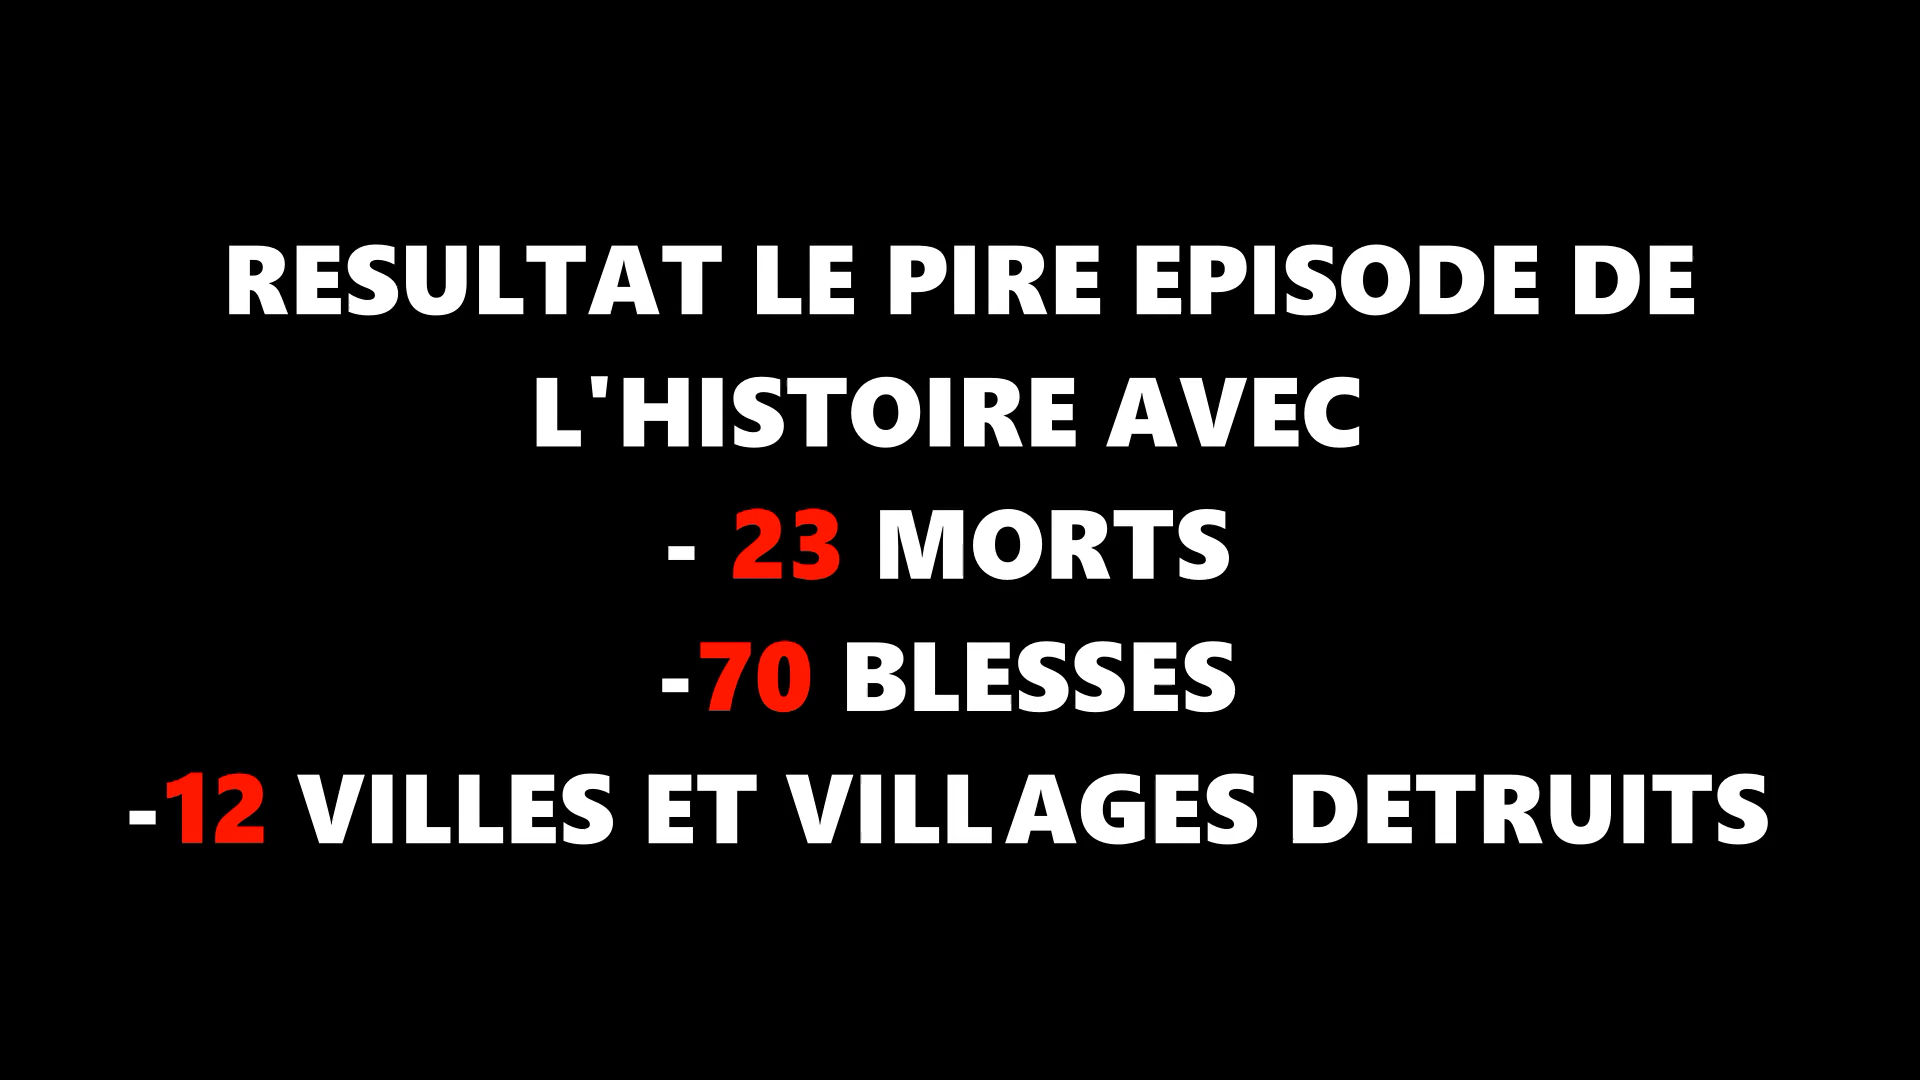 RESULTAT LE PIRE EPISODE DE
L'HISTOIRE AVEC
- 23 MORTS
-70 BLESSES
-12 VILLES ET VILLAGES DETRUITS